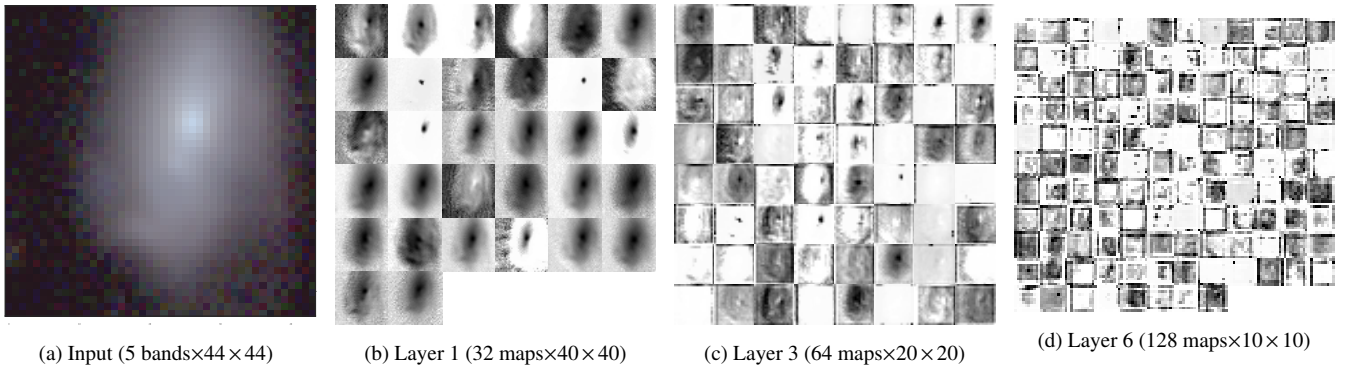 (a) Input (5 bands×44 × 44)
(b) Layer 1 (32 maps×40 × 40)
(c) Layer 3 (64 maps×20 × 20)
(d) Layer 6 (128 maps×10 × 10)